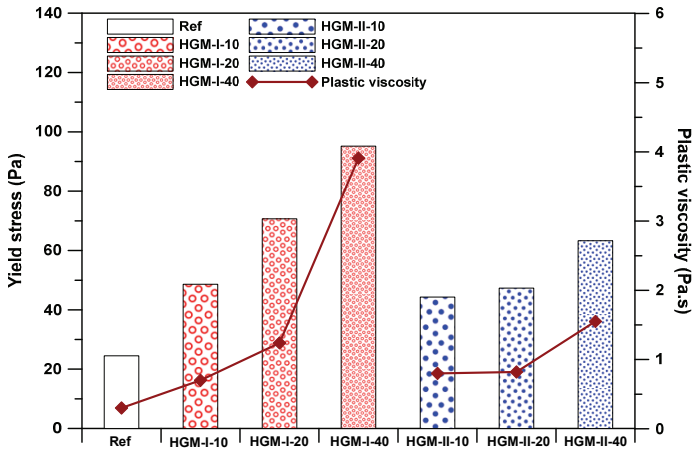 140
120
100
80
60
40
20
0
Yield stress (Pa)
Ref
HGM-I-10
HGM-I-20
HGM-I-40
HGM-II-10
HGM-II-20
HGM-II-40
Plastic viscosity
6
5
4
3
2
1
0
Plastic viscosity (Pa.s)
Ref HGM-I-10 HGM-I-20 HGM-I-40 HGM-II-10 HGM-II-20 HGM-II-40